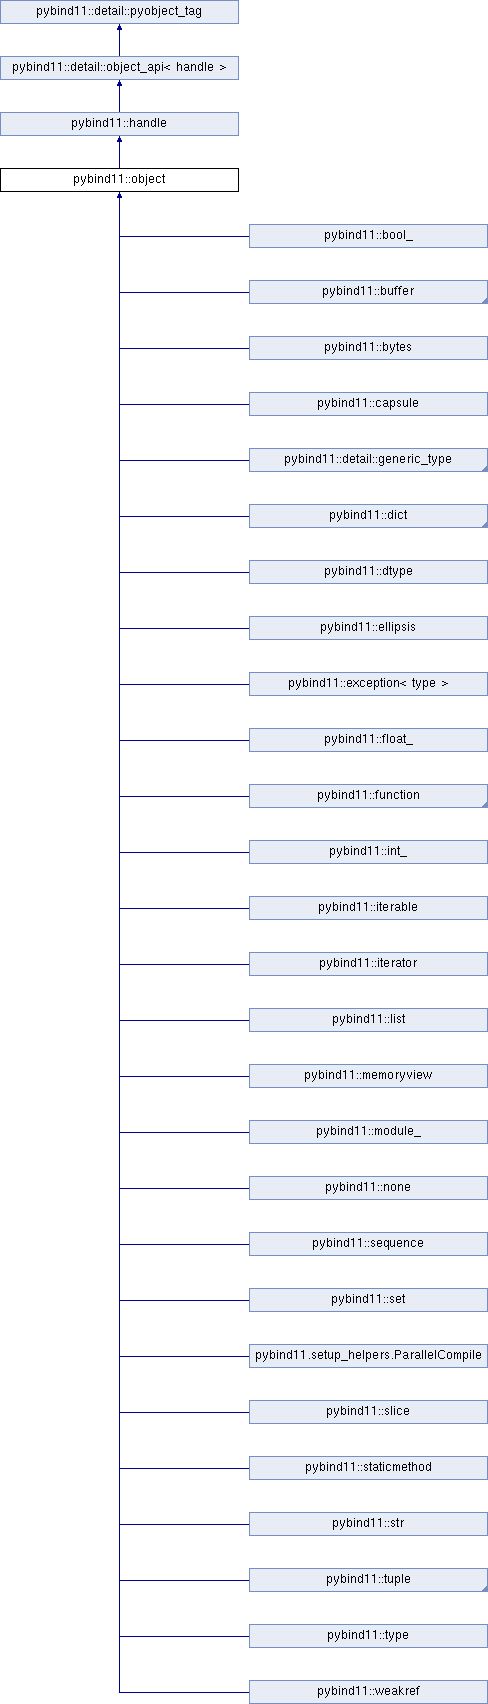 pybind11::detail::pyobject_tag
pybind11::detail::object_api< handle >
pybind11::handle
pybind11::object
pybind11::bool_
pybind11::buffer
pybind11::bytes
pybind11::capsule
pybind11::detail::generic_type
pybind11::dict
pybind11::dtype
pybind11::ellipsis
pybind11::exception< type >
pybind11::float_
pybind11::function
pybind11::int_
pybind11::iterable
pybind11::iterator
pybind11::list
pybind11::memoryview
pybind11::module_
pybind11::none
pybind11::sequence
pybind11::set
pybind11.setup_helpers.ParallelCompile
pybind11::slice
pybind11::staticmethod
pybind11::str
pybind11::tuple
pybind11::type
pybind11::weakref